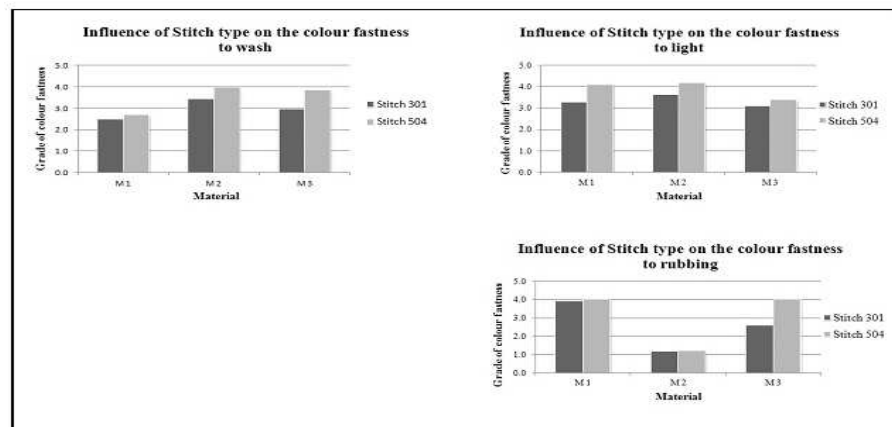 Influence of Stitch type on the colour fastness
to wash
Grade of colour fastness
5.0
4.0
3.0
2.0
1.0
0.0
M1 M2 M3
Material
Stitch 301
Stitch 504
Influence of Stitch type on the colour fastness
to light
Grade of colour fastness
5.0
4.0
3.0
2.0
1.0
0.0
M1 M2 M3
Material
Stitch 301
Stitch 504
Influence of Stitch type on the colour fastness
to rubbing
Grade of colour fastness
5.0
4.0
3.0
2.0
1.0
0.0
M1 M2 M3
Material
Stitch 301
Stitch 504